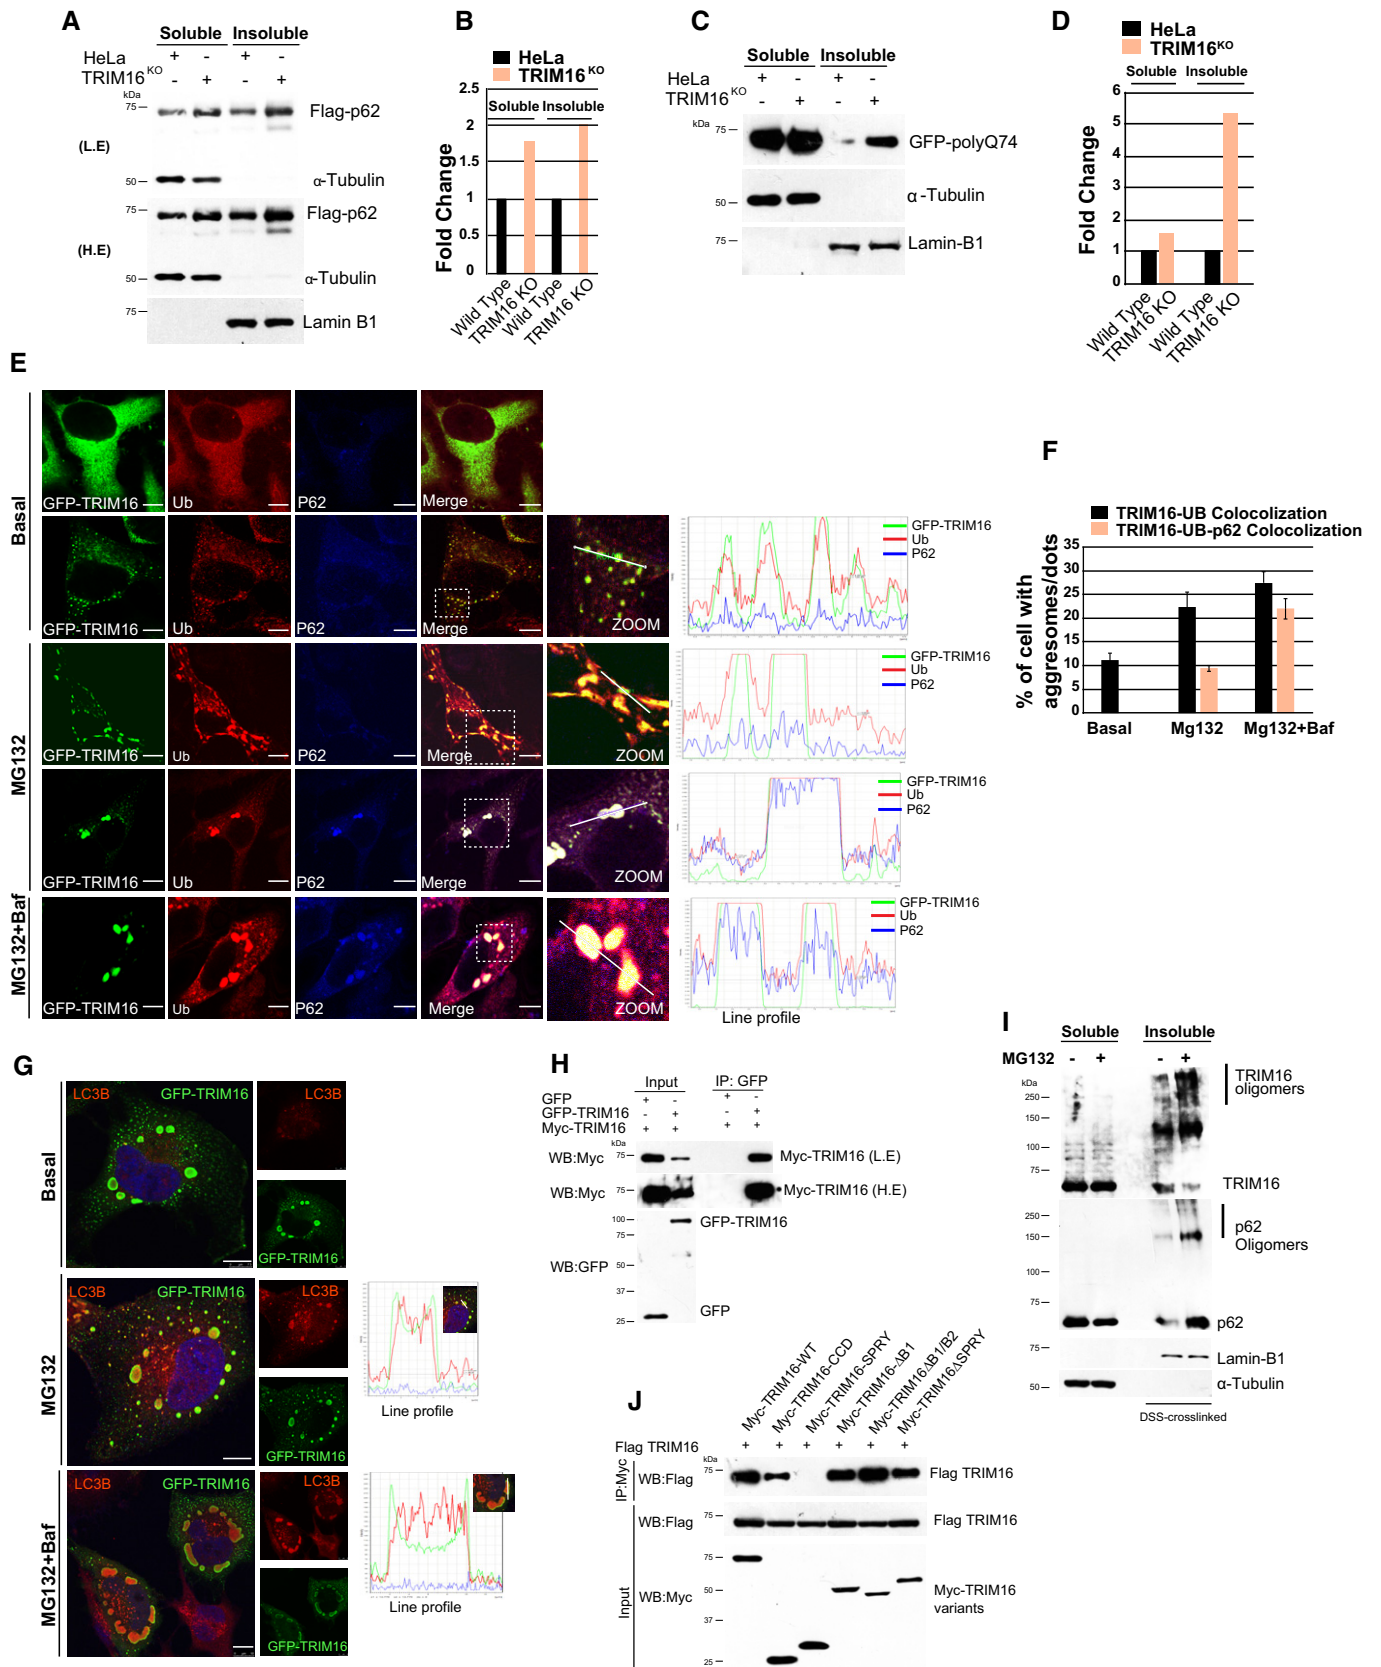 A
Soluble Insoluble
HeLa + - + -
TRIM16 KO - + - +
kDa
75
Flag-p62
(L.E)
50
α-Tubulin
75
Flag-p62
(H.E)
50
α-Tubulin
75
Lamin B1
B
HeLa
TRIM16 KO
2.5
2
1.5
1
0.5
0
Fold Change
Soluble Insoluble
Wild Type
TRIM16 KO
Wild Type
TRIM16 KO
C
Soluble Insoluble
HeLa + - + -
TRIM16 KO - + - +
kDa
75
GFP-polyQ74
50
α-Tubulin
75
Lamin-B1
D
HeLa
TRIM16 KO
Soluble Insoluble
6
5
4
3
2
1
0
Fold Change
Wild Type
TRIM16 KO
Wild Type
TRIM16 KO
E
Basal
GFP-TRIM16 Ub P62 Merge
GFP-TRIM16 Ub P62 Merge ZOOM
GFP-TRIM16
Ub
P62
MG132
GFP-TRIM16 Ub P62 Merge ZOOM
GFP-TRIM16
Ub
P62
GFP-TRIM16 Ub P62 Merge ZOOM
GFP-TRIM16
Ub
P62
MG132+Baf
GFP-TRIM16 Ub P62 Merge ZOOM
GFP-TRIM16
Ub
P62
Line profile
F
TRIM16-UB Colocolization
TRIM16-UB-p62 Colocolization
35
30
25
20
15
10
5
0
% of cell with
aggresomes/dots
Basal Mg132 Mg132+Baf
G
Basal
LC3B GFP-TRIM16
LC3B
GFP-TRIM16
MG132
LC3B GFP-TRIM16
LC3B
GFP-TRIM16
Line profile
MG132+Baf
LC3B GFP-TRIM16
LC3B
GFP-TRIM16
Line profile
H
Input IP: GFP
GFP + - + -
GFP-TRIM16 - + - +
Myc-TRIM16 + + + +
kDa
WB:Myc 75 Myc-TRIM16 (L.E)
WB:Myc 75 Myc-TRIM16 (H.E)
100 GFP-TRIM16
75
WB:GFP 50
37
25 GFP
I
Soluble Insoluble
MG132 - + - +
kDa
250
150
100
75
TRIM16
oligomers
TRIM16
250
150
100
75
p62
Oligomers
p62
75
Lamin-B1
50
α-Tubulin
DSS-crosslinked
J
Myc-TRIM16-WT
Myc-TRIM16-CCD
Myc-TRIM16-SPRY
Myc-TRIM16-ΔB1
Myc-TRIM16ΔB1/B2
Myc-TRIM16ΔSPRY
Flag TRIM16 + + + + + +
kDa
IP:Myc
WB:Flag 75 Flag TRIM16
Input
WB:Flag 75 Flag TRIM16
75
50
WB:Myc
37
25
Myc-TRIM16
variants